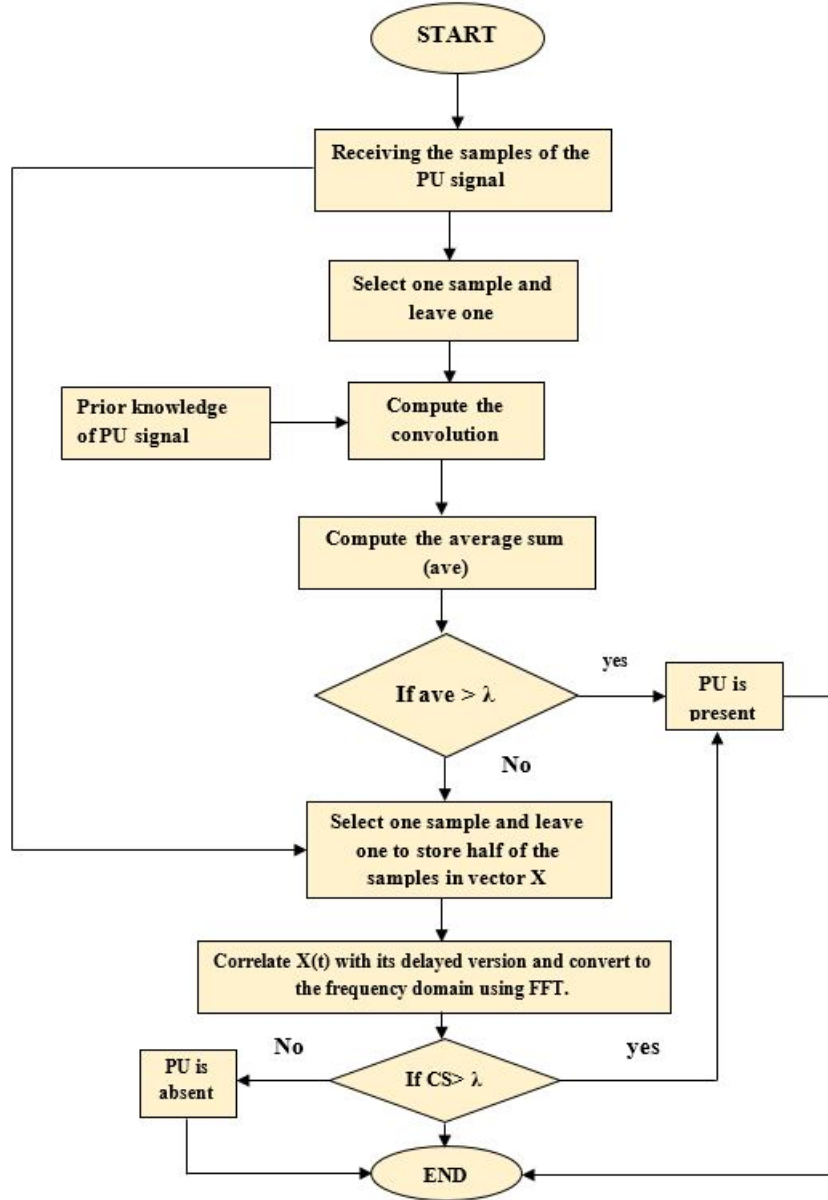 START
Receiving the samples of the
PU signal
Select one sample and
leave one
Prior knowledge
of PU signal
Compute the
convolution
Compute the average sum
(ave)
If ave > λ
yes
PU is
present
No
Select one sample and leave
one to store half of the
samples in vector X
Correlate X(t) with its delayed version and convert to
the frequency domain using FFT.
No
yes
PU is
absent
If CS> λ
END